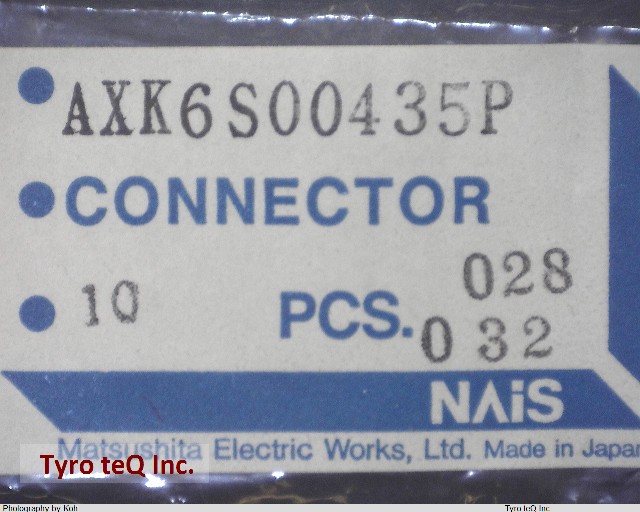 AXK6S00435P
CONNECTOR
028
10 PCS. 032
NAiS
Matsushita Electric Works, Ltd. Made in Japan
Tyro teQ Inc.
Photography by Koh
Tyro teQ Inc